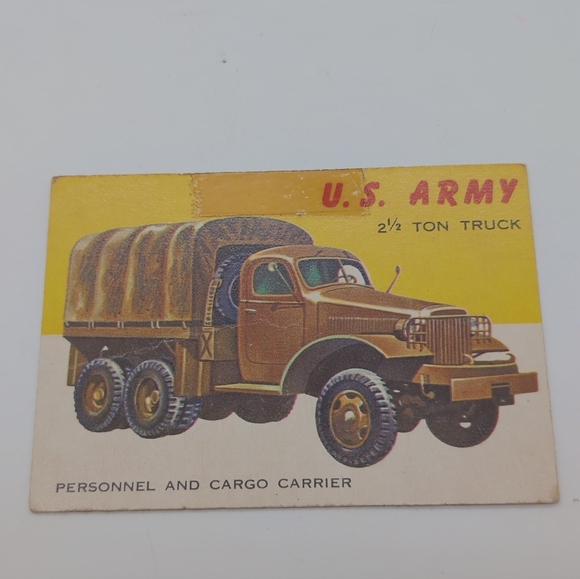 U.S. ARMY
2½ TON TRUCK
PERSONNEL AND CARGO CARRIER